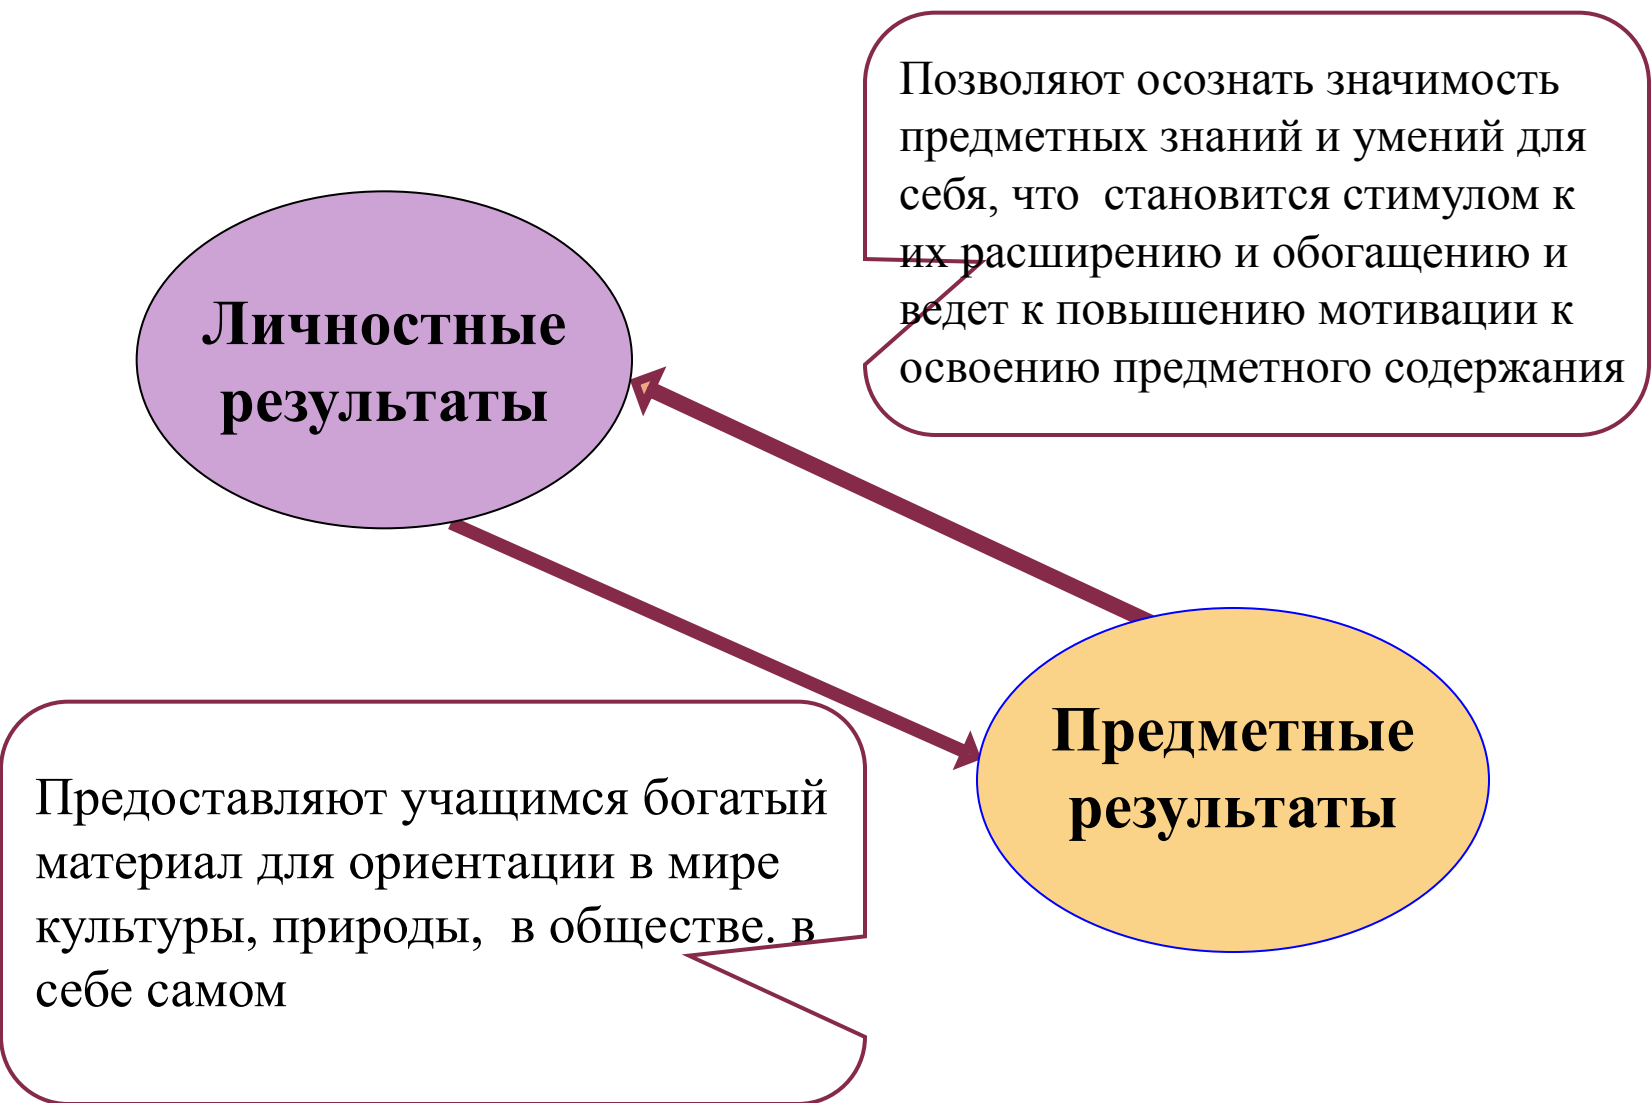 Позволяют осознать значимость
предметных знаний и умений для
себя, что  становится стимулом к
их расширению и обогащению и
ведет к повышению мотивации к
освоению предметного содержания
Личностные
результаты
Предметные
результаты
Предоставляют учащимся богатый
материал для ориентации в мире
культуры, природы,  в обществе. в
себе самом